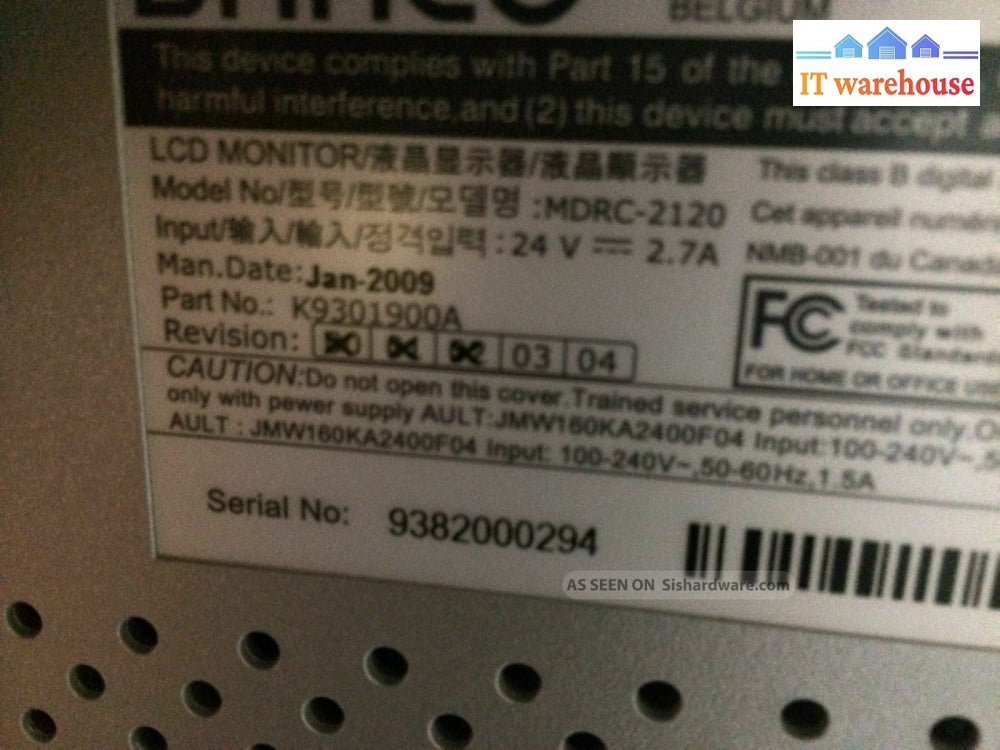 BARCO
BELGIUM
IT warehouse
This device complies with Part 15 of the
harmful interference,and (2) this device must accept
LCD MONITOR/液晶显示器/液晶顯示器
Model No/型号/型號/모델명 :MDRC-2120
Input/输入/輸入/정격입력 : 24 V ⎓ 2.7A
Man.Date:Jan-2009
Part No.: K9301900A
Revision: 03 04
This class B digital
Cet appareil numéri
NMB-001 du Canada
FC Tested to
comply with
FCC Standards
FOR HOME OR OFFICE USE
CAUTION:Do not open this cover.Trained service personnel only.
only with power supply AULT:JMW160KA2400F04 Input:100-240V~,5
AULT : JMW160KA2400F04 Input: 100-240V~,50-60Hz,1.5A
Serial No: 9382000294
AS SEEN ON Sishardware.com